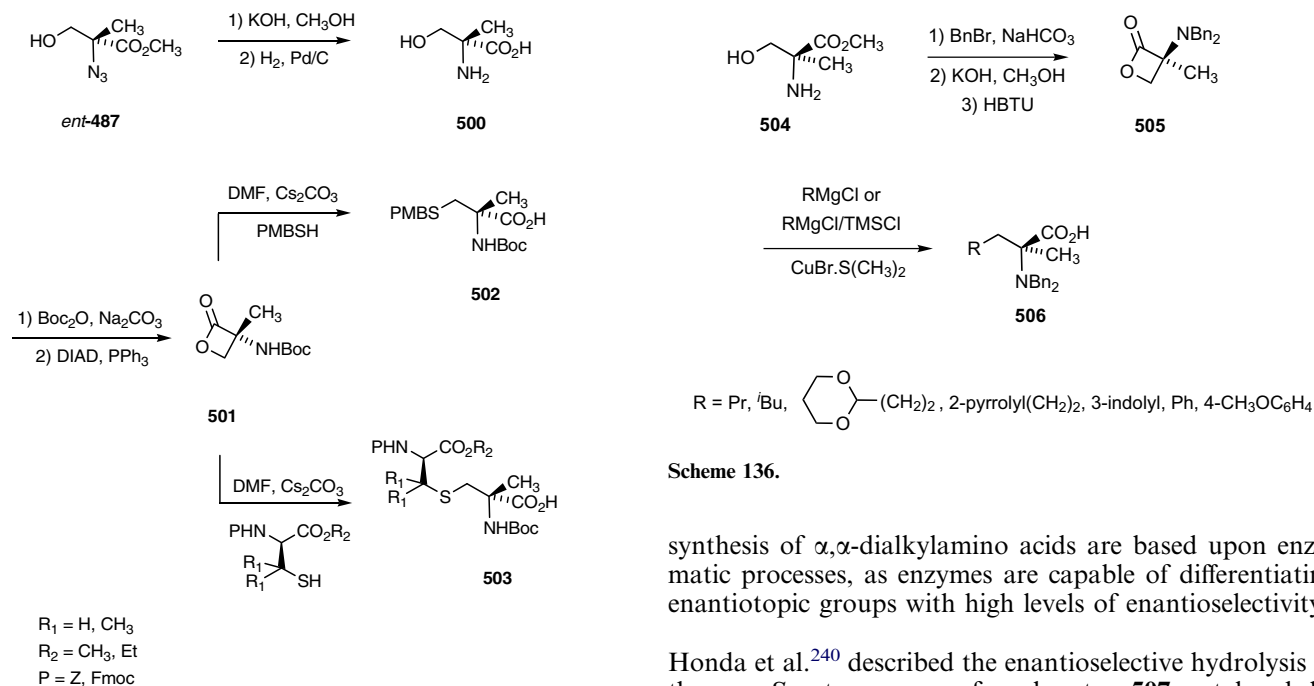 1) KOH, CH₃OH
2) H₂, Pd/C
HO
CH₃
CO₂CH₃
N₃
ent-487
HO
CH₃
CO₂H
NH₂
500
DMF, Cs₂CO₃
PMBSH
PMBS
CH₃
CO₂H
NHBoc
502
1) Boc₂O, Na₂CO₃
2) DIAD, PPh₃
O
CH₃
O
NHBoc
501
DMF, Cs₂CO₃
PHN
CO₂R₂
R₁
R₁
SH
PHN
CO₂R₂
R₁
R₁
S
CH₃
CO₂H
NHBoc
503
R₁ = H, CH₃
R₂ = CH₃, Et
P = Z, Fmoc
HO
CO₂CH₃
CH₃
NH₂
504
1) BnBr, NaHCO₃
2) KOH, CH₃OH
3) HBTU
O
NBn₂
O
CH₃
505
RMgCl or
RMgCl/TMSCl
CuBr.S(CH₃)₂
R
CO₂H
CH₃
NBn₂
506
R = Pr, ⁱBu, O O (CH₂)₂ , 2-pyrrolyl(CH₂)₂, 3-indolyl, Ph, 4-CH₃OC₆H₄
Scheme 136.
synthesis of α,α-dialkylamino acids are based upon enz
matic processes, as enzymes are capable of differentiatin
enantiotopic groups with high levels of enantioselectivity
Honda et al.²⁴⁰ described the enantioselective hydrolysis